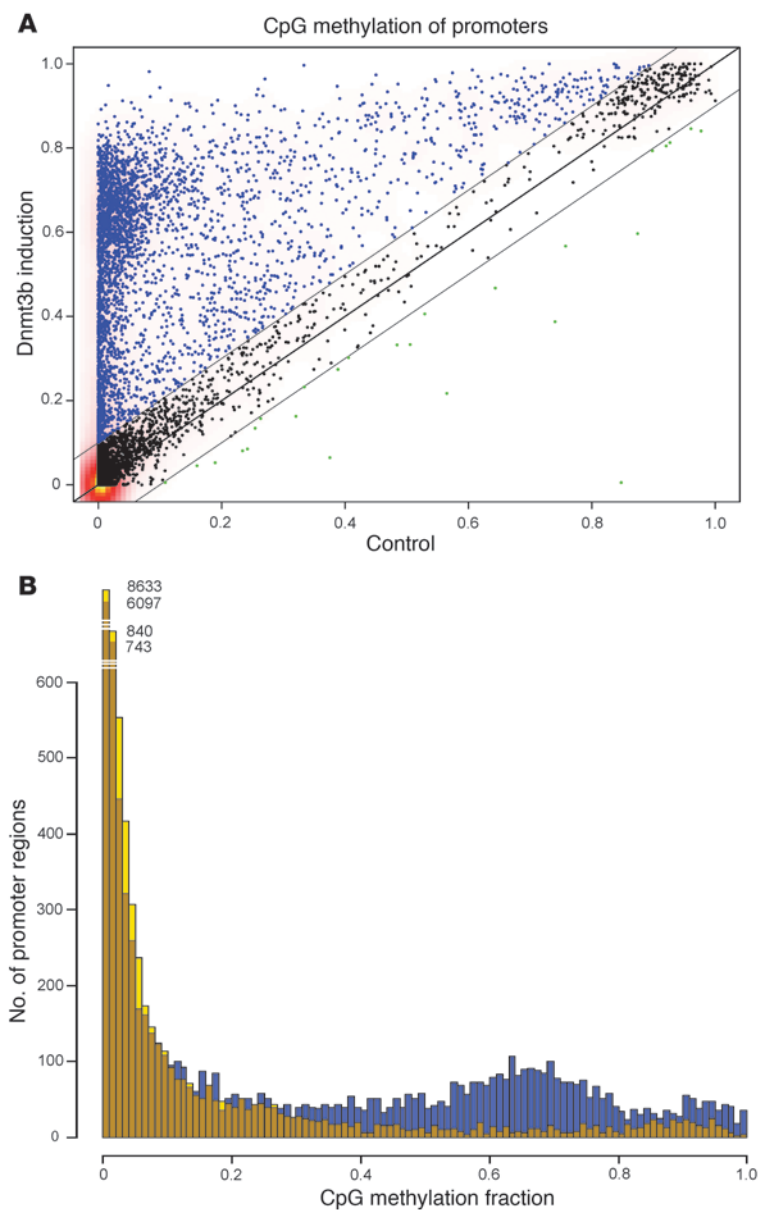 A
CpG methylation of promoters
1.0
0.8
0.6
0.4
0.2
0
Dnmt3b induction
0 0.2 0.4 0.6 0.8 1.0
Control
B
8633
6097
840
743
600
500
400
300
200
100
0
No. of promoter regions
0 0.2 0.4 0.6 0.8 1.0
CpG methylation fraction